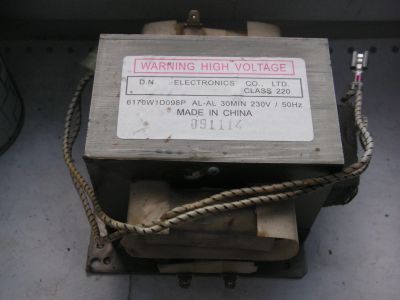 WARNING HIGH VOLTAGE
D.N. ELECTRONICS CO., LTD.
CLASS 220
6170W1D098P AL-AL 30MIN 230V / 50Hz
MADE IN CHINA
091114